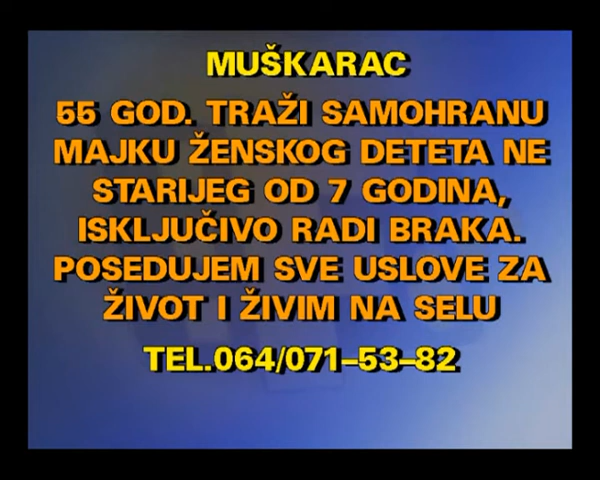 MUŠKARAC
55 GOD. TRAŽI SAMOHRANU
MAJKU ŽENSKOG DETETA NE
STARIJEG OD 7 GODINA,
ISKLJUČIVO RADI BRAKA.
POSEDUJEM SVE USLOVE ZA
ŽIVOT I ŽIVIM NA SELU
TEL.064/071–53–82